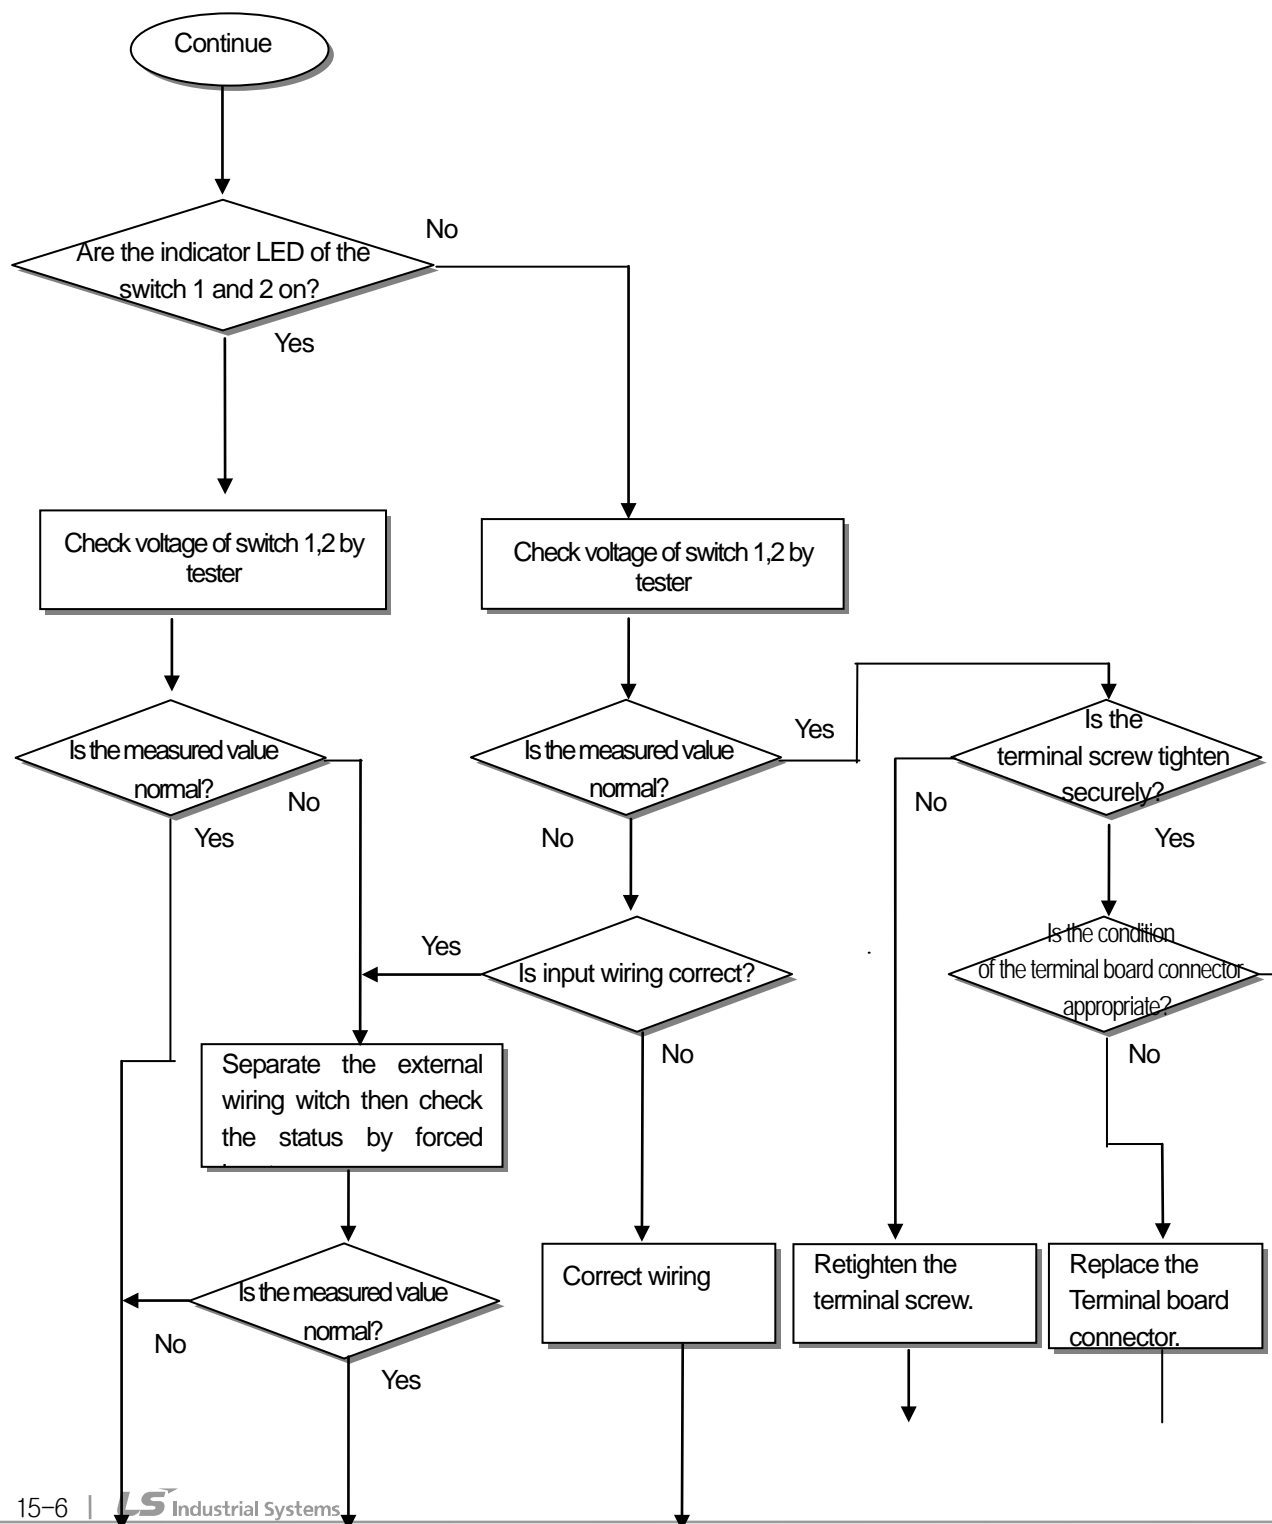 Continue
No
Are the indicator LED of the
switch 1 and 2 on?
Yes
Check voltage of switch 1,2 by
tester
Check voltage of switch 1,2 by
tester
Is the measured value
normal?
No
Yes
Is the measured value
normal?
Yes
No
Is the
terminal screw tighten
securely?
No
Yes
Yes
Is input wiring correct?
No
Is the condition
of the terminal board connector
appropriate?
No
Separate the external
wiring witch then check
the status by forced
Is the measured value
normal?
No
Yes
Correct wiring
Retighten the
terminal screw.
Replace the
Terminal board
connector.
15-6 | LS Industrial Systems